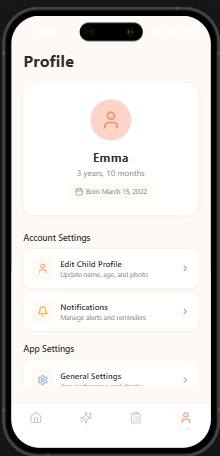 Profile
Emma
3 years, 10 months
Born March 15, 2022
Account Settings
Edit Child Profile
Update name, age, and photo
Notifications
Manage alerts and reminders
App Settings
General Settings